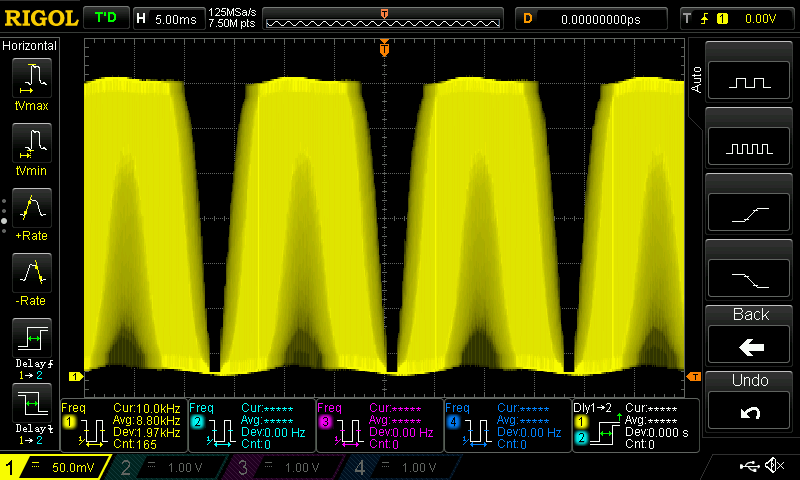 RIGOL T'D H 5.00ms 125MSa/s 7.50M pts T D 0.00000000ps T 1 0.00V
Horizontal
tVmax
tVmin
+Rate
-Rate
Delay
1→2
Delay
1→2
T
1
T
Auto
Back
Undo
Freq Cur:10.0kHz
1 Avg:8.80kHz
Dev:1.97kHz
Cnt:165
Freq Cur:*****
2 Avg:*****
Dev:0.00 Hz
Cnt:0
Freq Cur:*****
3 Avg:*****
Dev:0.00 Hz
Cnt:0
Freq Cur:*****
4 Avg:*****
Dev:0.00 Hz
Cnt:0
Dly1→2 Cur:*****
1 Avg:*****
2 Dev:0.000 s
Cnt:0
1 50.0mV 2 1.00 V 3 1.00 V 4 1.00 V